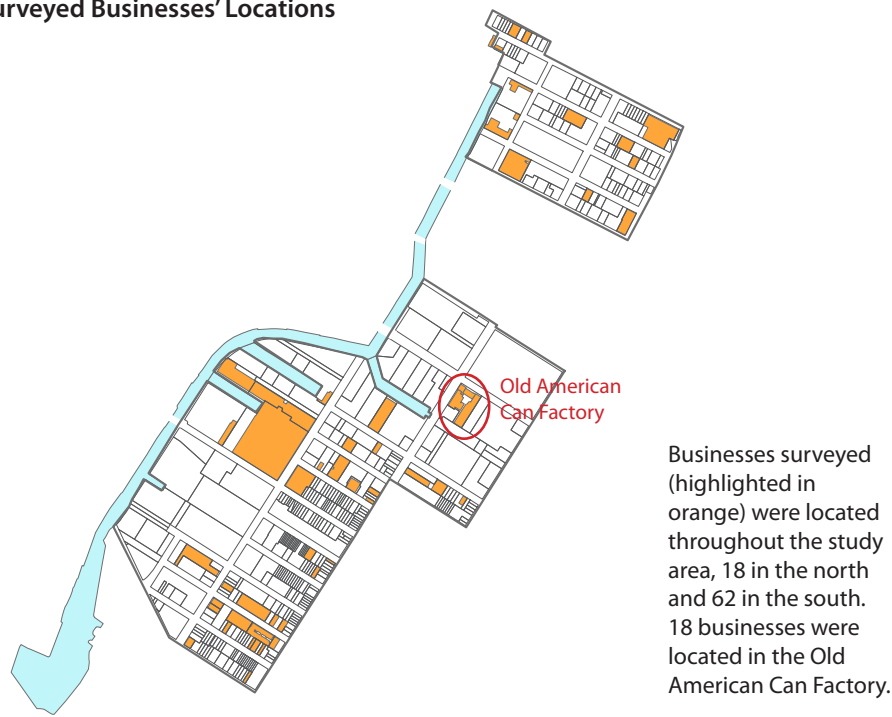 urveyed Businesses' Locations
Old American
Can Factory
Businesses surveyed
(highlighted in
orange) were located
throughout the study
area, 18 in the north
and 62 in the south.
18 businesses were
located in the Old
American Can Factory.